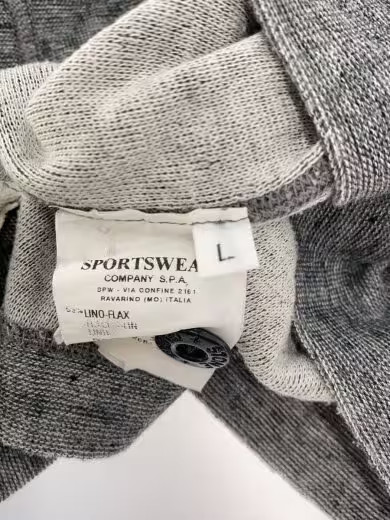 SPORTSWEA
L
COMPANY S.P.A.
SPW - VIA CONFINE 2161
RAVARINO (MO) ITALIA
LINO-FLAX